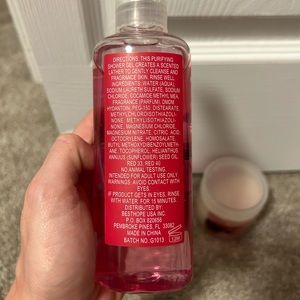 DIRECTIONS: THIS PURIFYING
SHOWER GEL CREATES A SCENTED
LATHER TO GENTLY CLEANSE AND
FRAGRANCE SKIN. RINSE WELL.
INGREDIENTS: WATER (AQUA),
SODIUM LAURETH SULFATE, SODIUM
CHLORIDE, COCAMIDE METHYL MEA,
FRAGRANCE (PARFUM), DMDM
HYDANTOIN, PEG-150, DISTEARATE,
METHYLCHLOROISOTHIAZOLI-
NONE, METHYLISOTHIAZOLI-
NONE, MAGNESIUM CHLORIDE,
MAGNESIUM NITRATE, CITRIC ACID,
OCTOCRYLENE, HOMOSALATE,
BUTYL METHOXYDIBENZOYLMETH-
ANE, TOCOPHEROL, HELIANTHUS
ANNUUS (SUNFLOWER) SEED OIL,
RED 33, RED 40
NO ANIMAL TESTING.
INTENDED FOR ADULT USE ONLY
WARNINGS: AVOID CONTACT WITH
EYES.
IF PRODUCT GETS IN EYES, RINSE
WITH WATER FOR 15 MINUTES.
DISTRIBUTED BY:
BESTHOPE USA INC.
P.O. BOX 820656
PEMBROKE PINES, FL, 33082
MADE IN CHINA
BATCH NO: G1013
12M